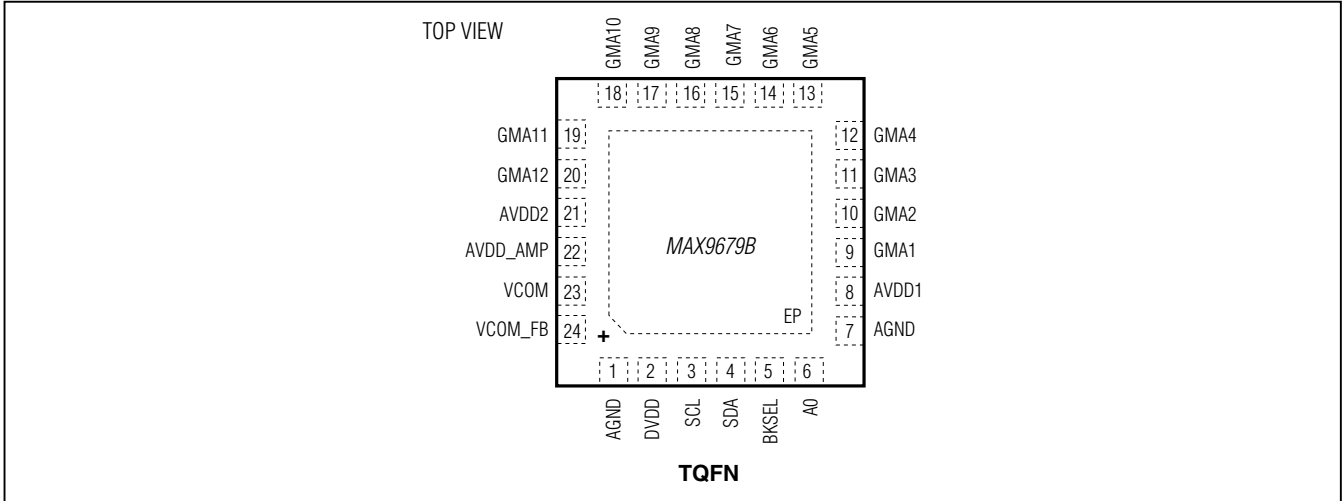 TOP VIEW
GMA10
GMA9
GMA8
GMA7
GMA6
GMA5
18 17 16 15 14 13
GMA11 19
GMA12 20
AVDD2 21
AVDD_AMP 22
VCOM 23
VCOM_FB 24
12 GMA4
11 GMA3
10 GMA2
9 GMA1
8 AVDD1
7 AGND
MAX9679B
EP
+
1 2 3 4 5 6
AGND
DVDD
SCL
SDA
BKSEL
A0
TQFN